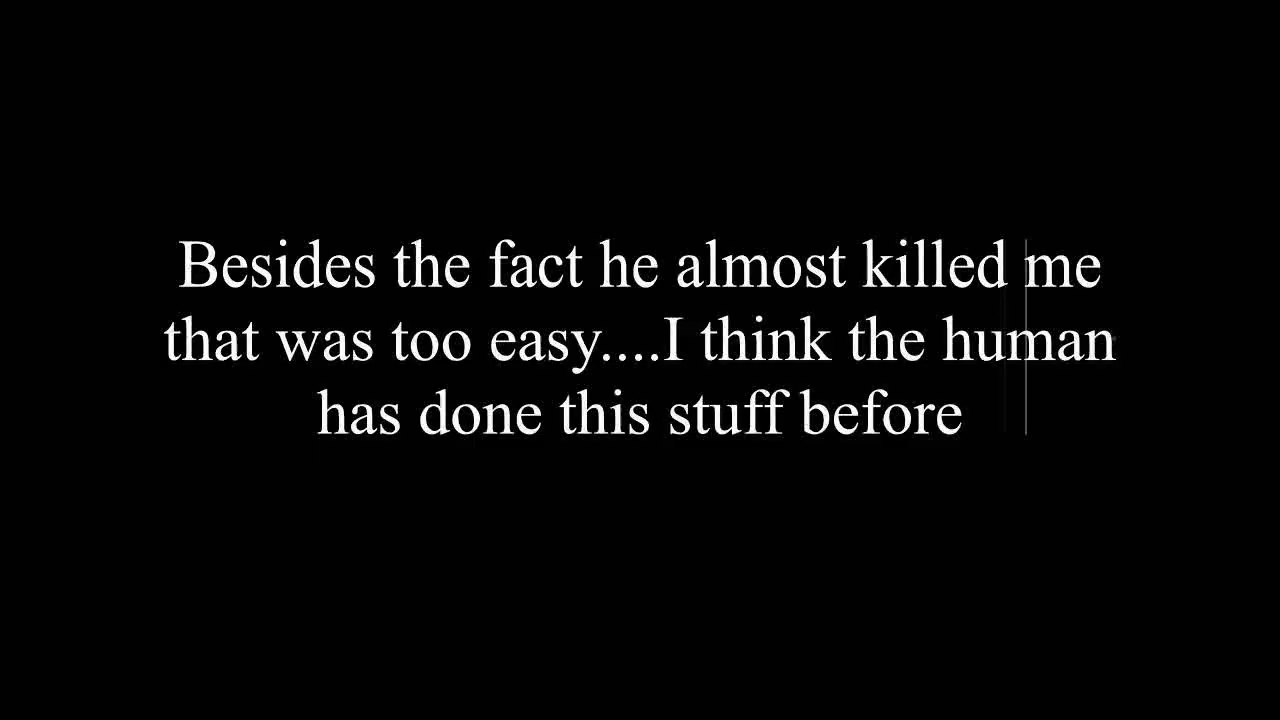 Besides the fact he almost killed me
that was too easy....I think the human
has done this stuff before